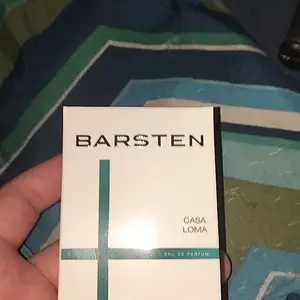 BARSTEN
CASA
LOMA
EAU DE PARFUM